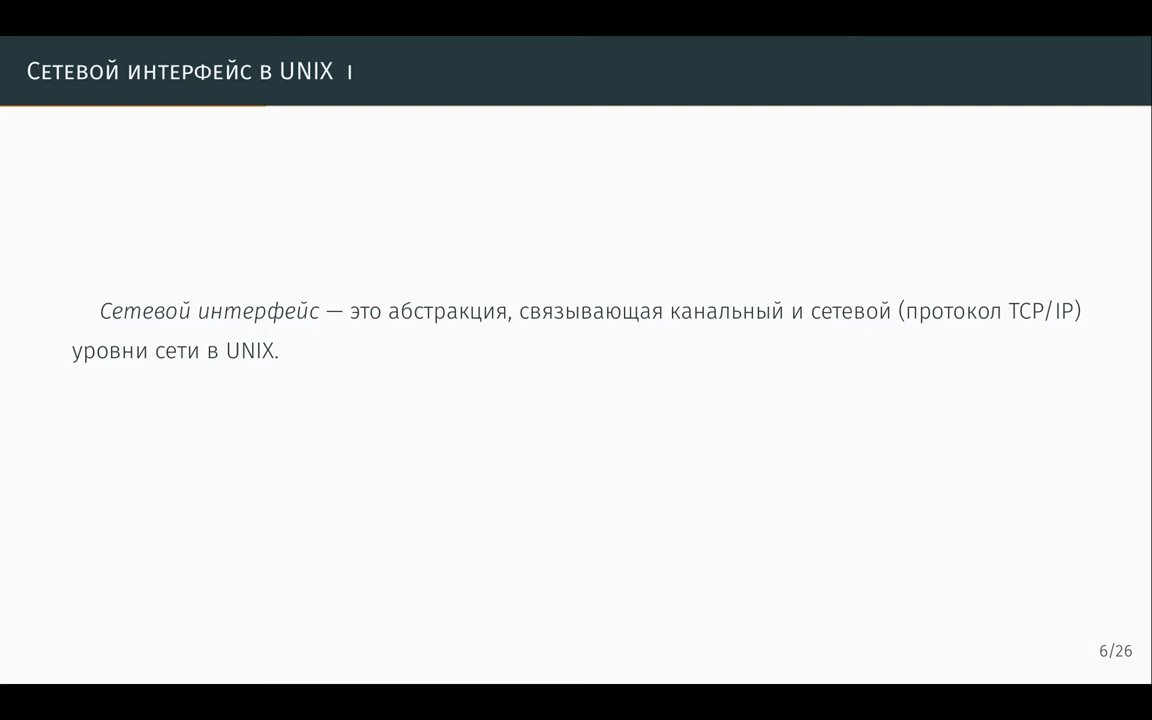 Сетевой интерфейс в UNIX I
Сетевой интерфейс — это абстракция, связывающая канальный и сетевой (протокол TCP/IP)
уровни сети в UNIX.
6/26